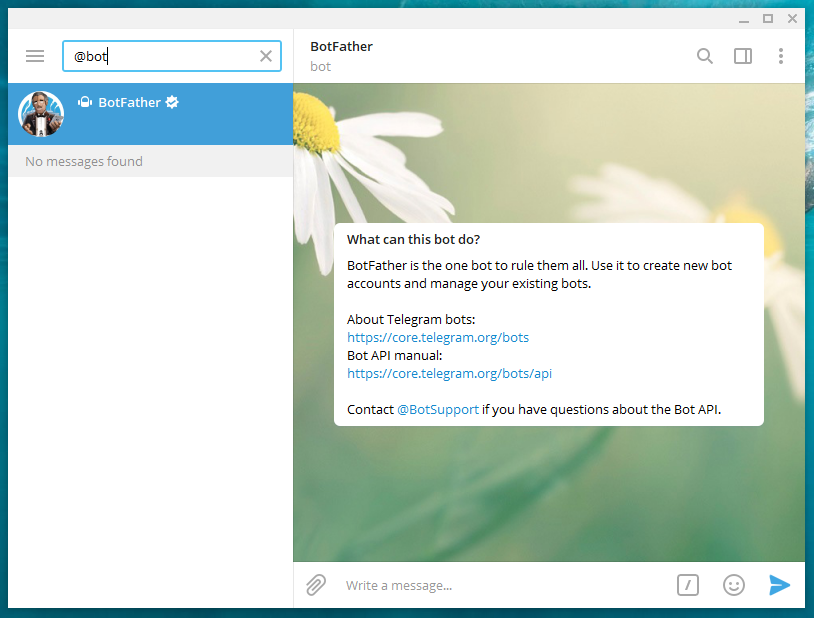 @bot
BotFather
No messages found
BotFather
bot
What can this bot do?
BotFather is the one bot to rule them all. Use it to create new bot
accounts and manage your existing bots.
About Telegram bots:
https://core.telegram.org/bots
Bot API manual:
https://core.telegram.org/bots/api
Contact @BotSupport if you have questions about the Bot API.
Write a message...